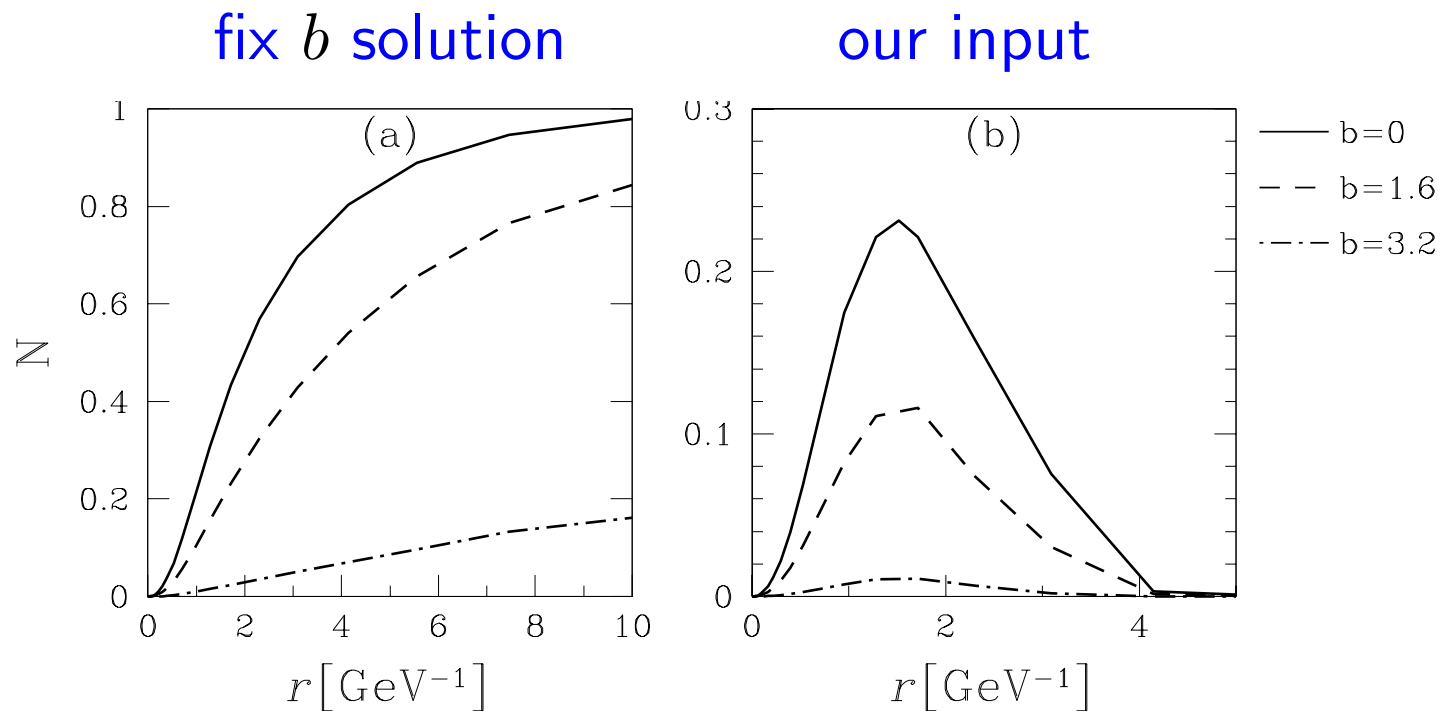 fix b solution
our input
1
0.8
0.6
0.4
0.2
0
N
(a)
0 2 4 6 8 10
r[GeV⁻¹]
0.3
0.2
0.1
0
(b)
0 2 4
r[GeV⁻¹]
b=0
b=1.6
b=3.2